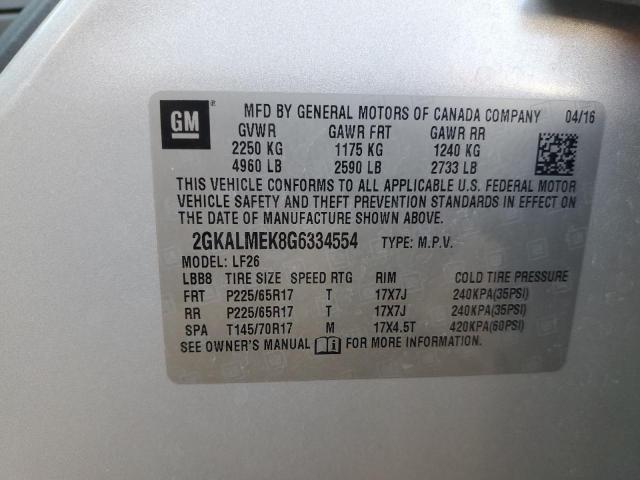 GM ® MFD BY GENERAL MOTORS OF CANADA COMPANY 04/16
GVWR GAWR FRT GAWR RR
2250 KG 1175 KG 1240 KG
4960 LB 2590 LB 2733 LB
THIS VEHICLE CONFORMS TO ALL APPLICABLE U.S. FEDERAL MOTOR
VEHICLE SAFETY AND THEFT PREVENTION STANDARDS IN EFFECT ON
THE DATE OF MANUFACTURE SHOWN ABOVE.
2GKALMEK8G6334554 TYPE: M.P.V.
MODEL: LF26
LBB8 TIRE SIZE SPEED RTG RIM COLD TIRE PRESSURE
FRT P225/65R17 T 17X7J 240KPA(35PSI)
RR P225/65R17 T 17X7J 240KPA(35PSI)
SPA T145/70R17 M 17X4.5T 420KPA(60PSI)
SEE OWNER'S MANUAL FOR MORE INFORMATION.